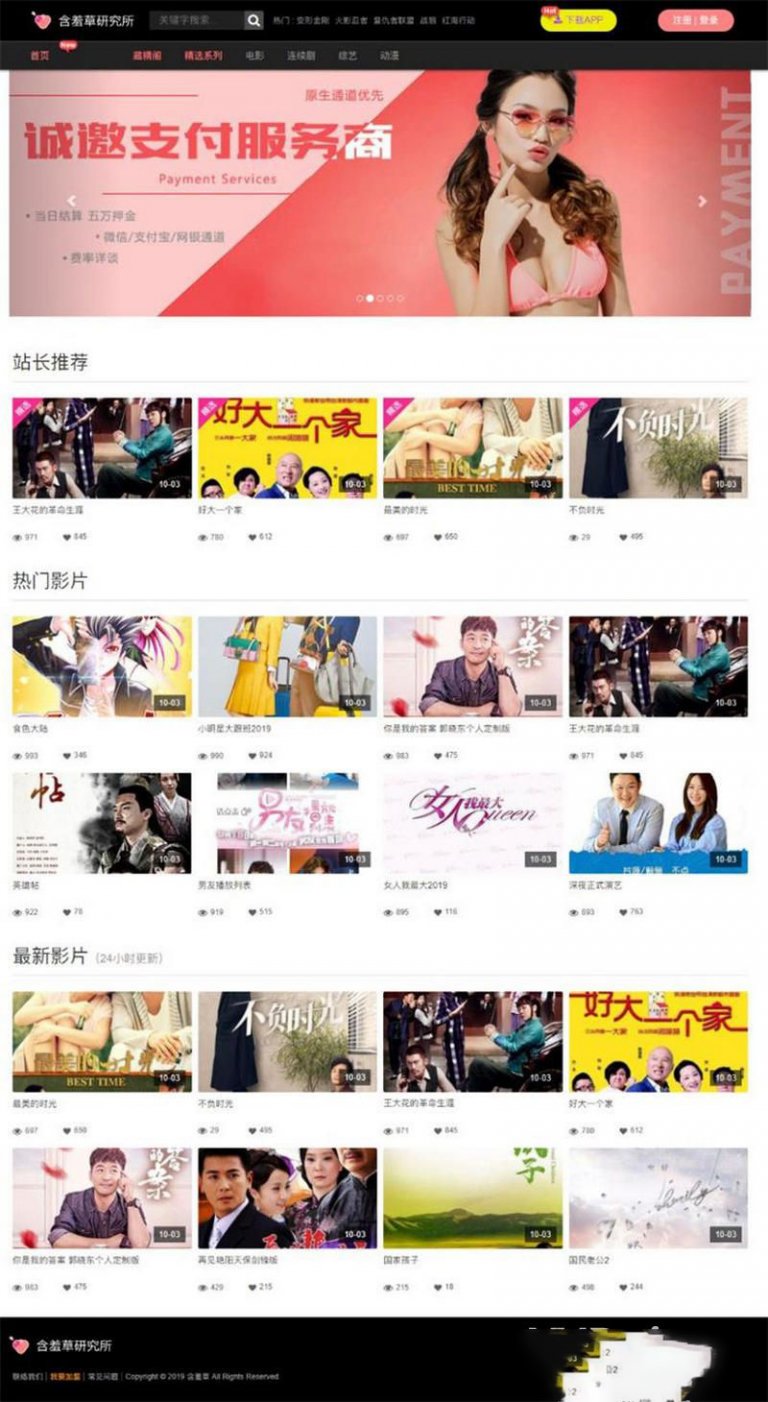 含羞草研究所 关键字搜索... 热门: 变形金刚 火影忍者 复仇者联盟 战狼 红海行动 Hot 下载APP 注册 | 登录
首页 New 藏精阁 精选系列 电影 连续剧 综艺 动漫
原生通道优先
诚邀支付服务商
Payment Services
• 当日结算 五万押金
• 微信/支付宝/网银通道
• 费率详谈
PAYMENT
站长推荐
精选 精选 精选 精选
好大一个家 最美的时光 BEST TIME 不负时光
10-03 10-03 10-03 10-03
王大花的革命生涯 好大一个家 最美的时光 不负时光
971 845 780 612 697 650 29 495
热门影片
的答案
10-03 10-03 10-03 10-03
食色大陆 小明星大跟班2019 你是我的答案 郭晓东个人定制版 王大花的革命生涯
993 346 990 924 983 475 971 845
帖 男友 女人我最大 Queen
10-03 10-03 10-03 10-03
英雄帖 男友播放列表 女人我最大2019 深夜正式演艺
922 78 919 515 895 116 893 763
最新影片 (24小时更新)
最美的时光 BEST TIME 不负时光 好大一个家
10-03 10-03 10-03 10-03
最美的时光 不负时光 王大花的革命生涯 好大一个家
697 650 29 495 971 845 780 612
的答案
10-03 10-03 10-03 10-03
你是我的答案 郭晓东个人定制版 再见艳阳天保剑锋版 国家孩子 国民老公2
983 475 429 215 215 18 498 244
含羞草研究所
联络我们 | 我要加盟 | 常见问题 | Copyright © 2019 含羞草 All Rights Reserved